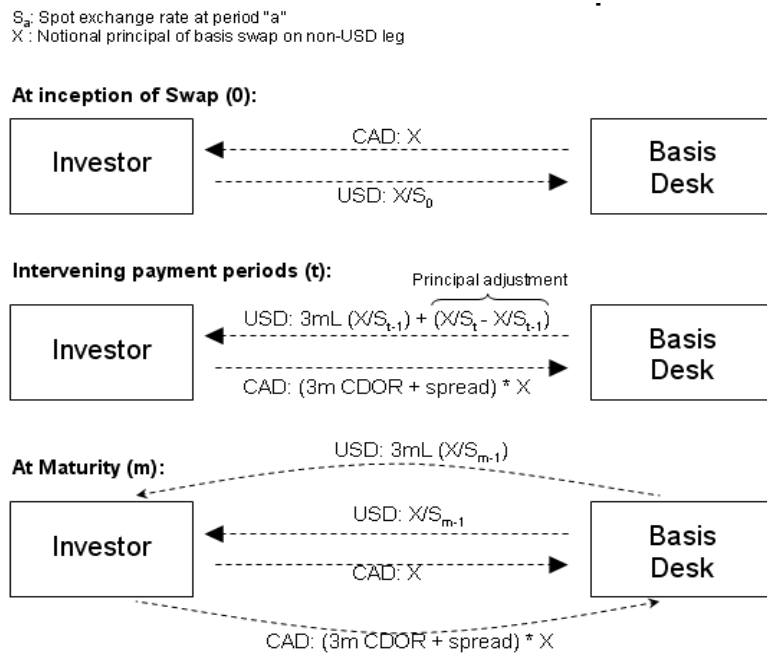 Sₐ: Spot exchange rate at period "a"
X : Notional principal of basis swap on non-USD leg
At inception of Swap (0):
Investor
CAD: X
USD: X/S₀
Basis
Desk
Intervening payment periods (t):
Principal adjustment
Investor
USD: 3mL (X/Sₜ₋₁) + (X/Sₜ - X/Sₜ₋₁)
CAD: (3m CDOR + spread) * X
Basis
Desk
At Maturity (m):
USD: 3mL (X/Sₘ₋₁)
Investor
USD: X/Sₘ₋₁
CAD: X
Basis
Desk
CAD: (3m CDOR + spread) * X